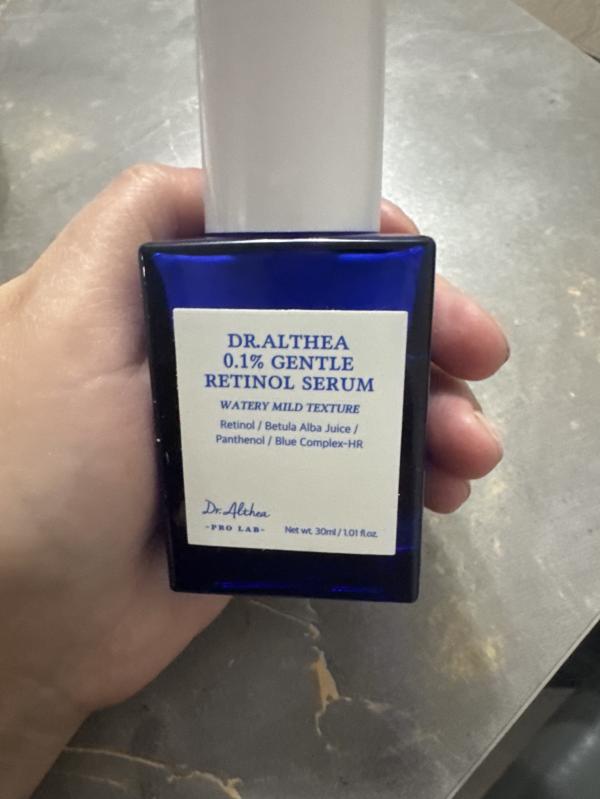 DR.ALTHEA
0.1% GENTLE
RETINOL SERUM
WATERY MILD TEXTURE
Retinol / Betula Alba Juice /
Panthenol / Blue Complex-HR
Dr. Althea
-PRO LAB-
Net wt. 30ml / 1.01 fl.oz.